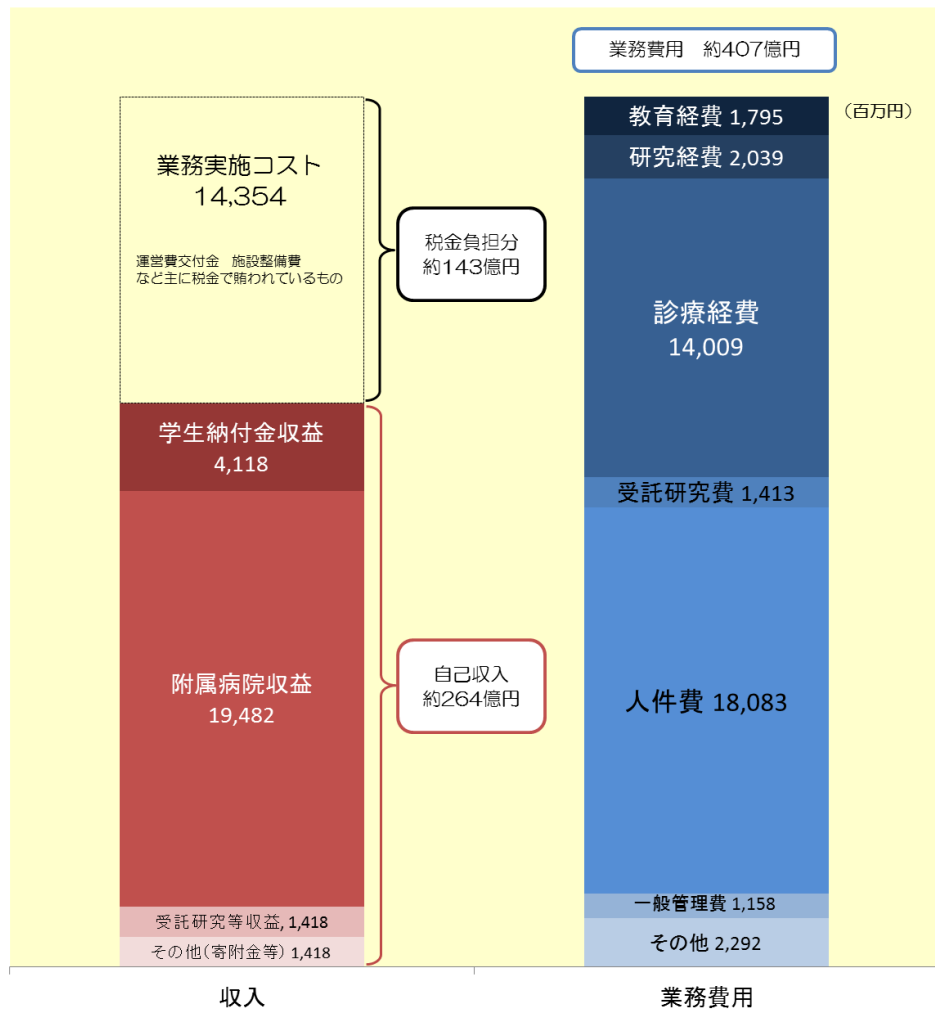 業務費用 約407億円
(百万円)
業務実施コスト
14,354
運営費交付金 施設整備費
など主に税金で賄われているもの
税金負担分
約143億円
学生納付金収益
4,118
附属病院収益
19,482
自己収入
約264億円
受託研究等収益, 1,418
その他(寄附金等) 1,418
教育経費 1,795
研究経費 2,039
診療経費
14,009
受託研究費 1,413
人件費 18,083
一般管理費 1,158
その他 2,292
収入
業務費用